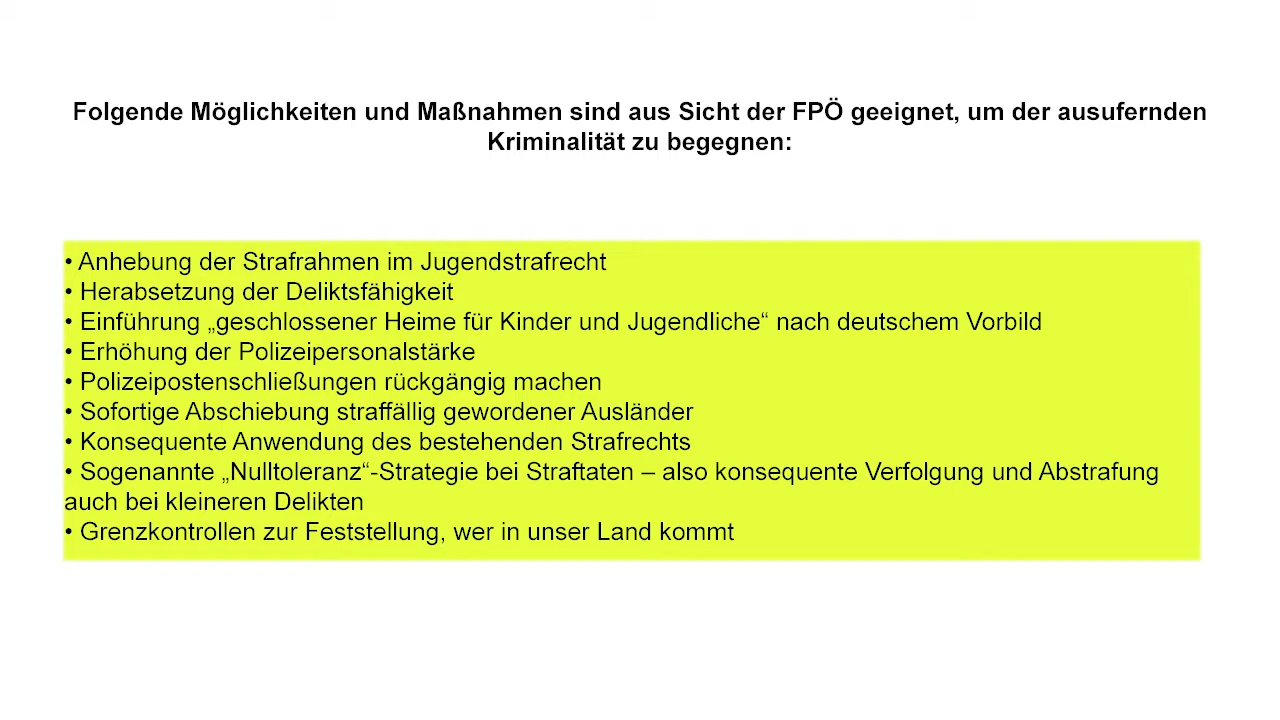 Folgende Möglichkeiten und Maßnahmen sind aus Sicht der FPÖ geeignet, um der ausufernden
Kriminalität zu begegnen:
• Anhebung der Strafrahmen im Jugendstrafrecht
• Herabsetzung der Deliktsfähigkeit
• Einführung „geschlossener Heime für Kinder und Jugendliche“ nach deutschem Vorbild
• Erhöhung der Polizeipersonalstärke
• Polizeipostenschließungen rückgängig machen
• Sofortige Abschiebung straffällig gewordener Ausländer
• Konsequente Anwendung des bestehenden Strafrechts
• Sogenannte „Nulltoleranz“-Strategie bei Straftaten – also konsequente Verfolgung und Abstrafung
auch bei kleineren Delikten
• Grenzkontrollen zur Feststellung, wer in unser Land kommt